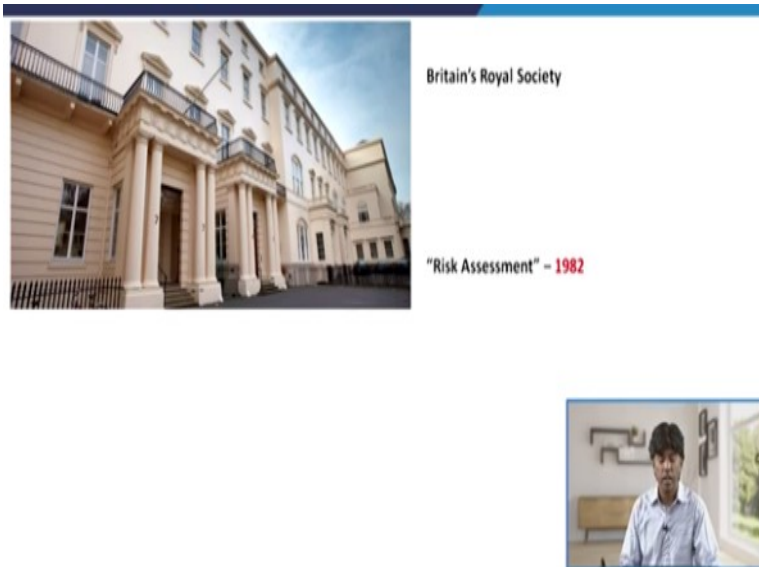 Britain's Royal Society
"Risk Assessment" – 1982